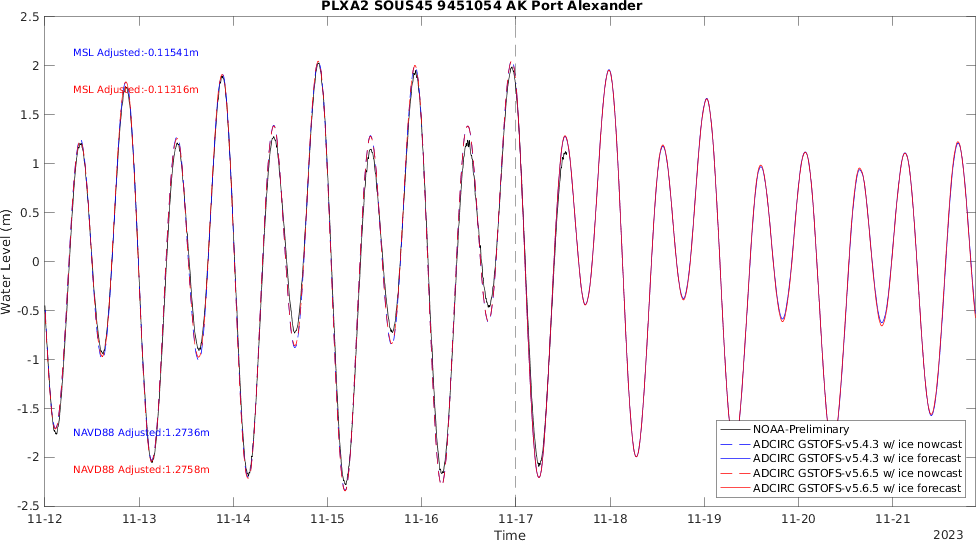 PLXA2 SOUS45 9451054 AK Port Alexander
2.5
2
1.5
1
0.5
0
-0.5
-1
-1.5
-2
-2.5
Water Level (m)
MSL Adjusted:-0.11541m
MSL Adjusted:-0.11316m
NAVD88 Adjusted:1.2736m
NAVD88 Adjusted:1.2758m
NOAA-Preliminary
ADCIRC GSTOFS-v5.4.3 w/ ice nowcast
ADCIRC GSTOFS-v5.4.3 w/ ice forecast
ADCIRC GSTOFS-v5.6.5 w/ ice nowcast
ADCIRC GSTOFS-v5.6.5 w/ ice forecast
11-12 11-13 11-14 11-15 11-16 11-17 11-18 11-19 11-20 11-21
Time
2023